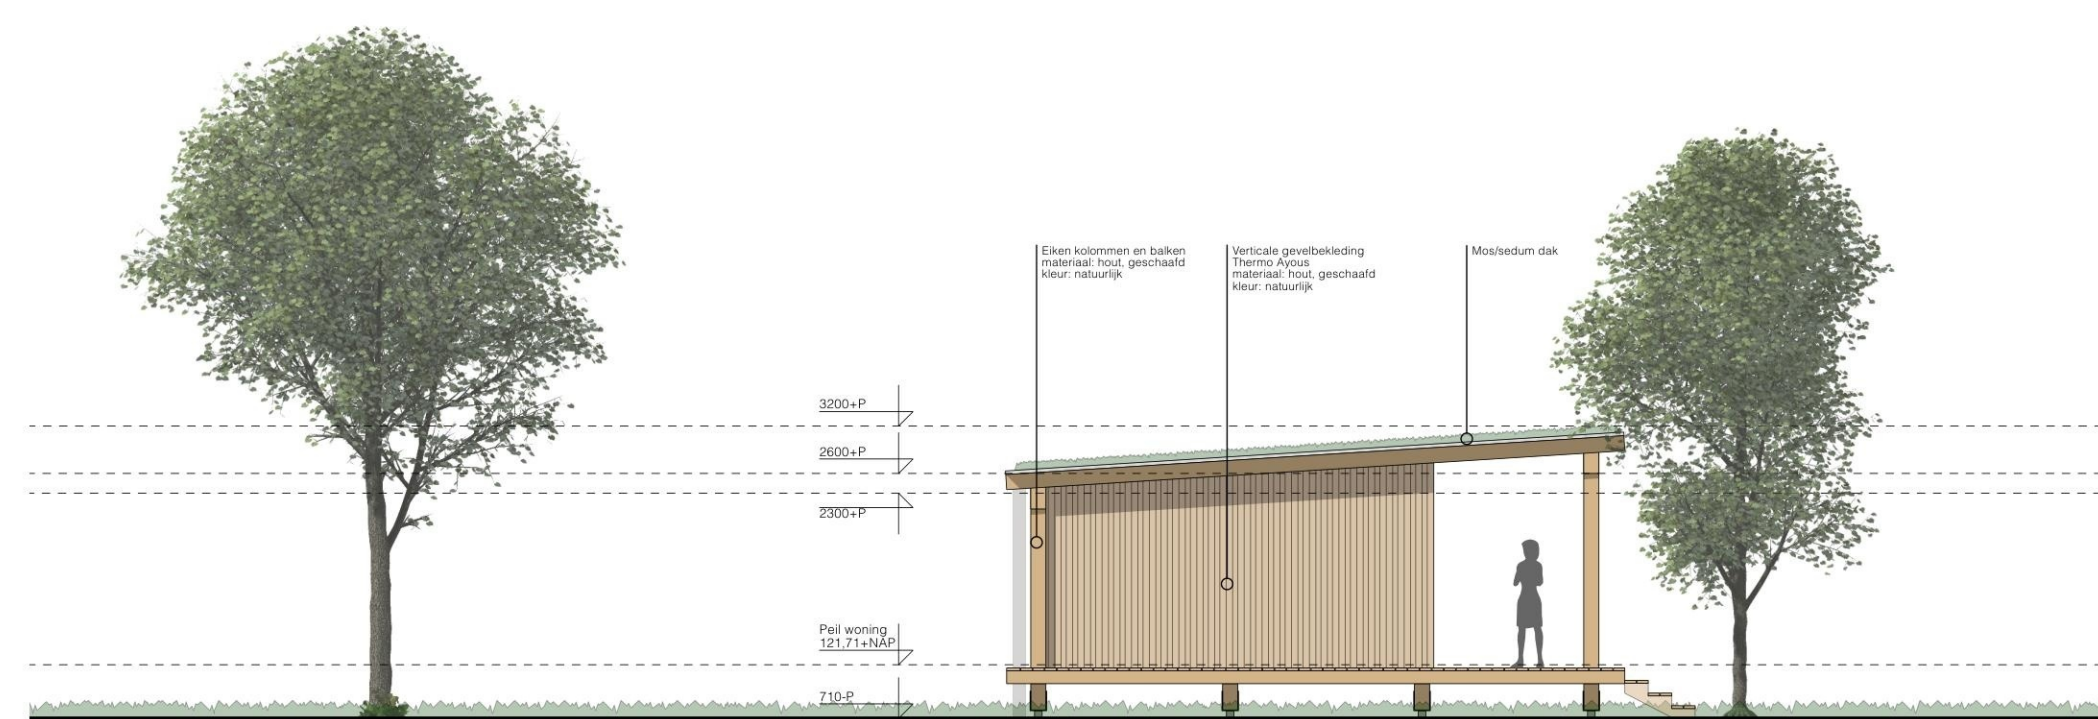 Eiken kolommen en balken
materiaal: hout, geschaafd
kleur: natuurlijk
Verticale gevelbekleding
Thermo Ayous
materiaal: hout, geschaafd
kleur: natuurlijk
Mos/sedum dak
3200+P
2600+P
2300+P
Peil woning
121,71+NAP
710-P